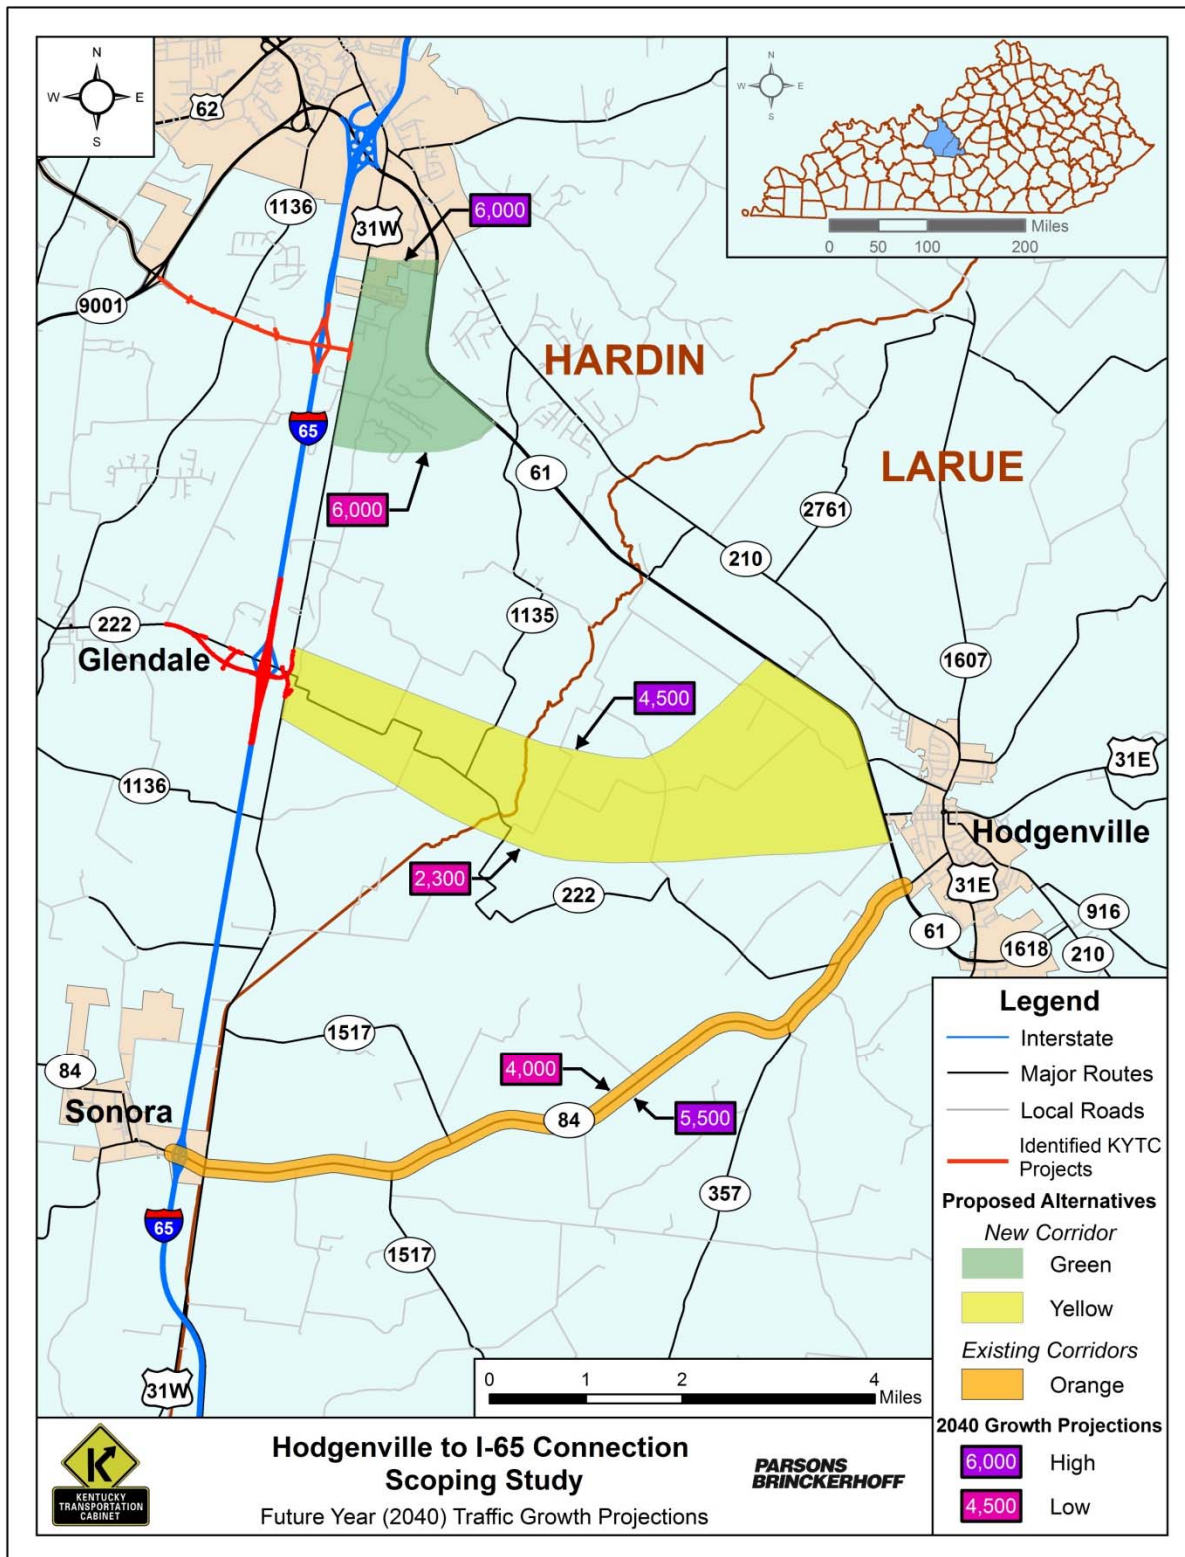 N
W E
S
N
W E
S
Miles
0 50 100 200
62
1136
31W
6,000
9001
HARDIN
65
LARUE
61
6,000
2761
210
1135
222
Glendale
1607
4,500
31E
1136
Hodgenville
2,300
222
31E
916
61
1618
210
1517
84
4,000
Sonora
5,500
84
357
65
1517
31W
0 1 2 4
Miles
Legend
Interstate
Major Routes
Local Roads
Identified KYTC
Projects
Proposed Alternatives
New Corridor
Green
Yellow
Existing Corridors
Orange
2040 Growth Projections
6,000 High
4,500 Low
K
KENTUCKY
TRANSPORTATION
CABINET
Hodgenville to I-65 Connection
Scoping Study
Future Year (2040) Traffic Growth Projections
PARSONS
BRINCKERHOFF